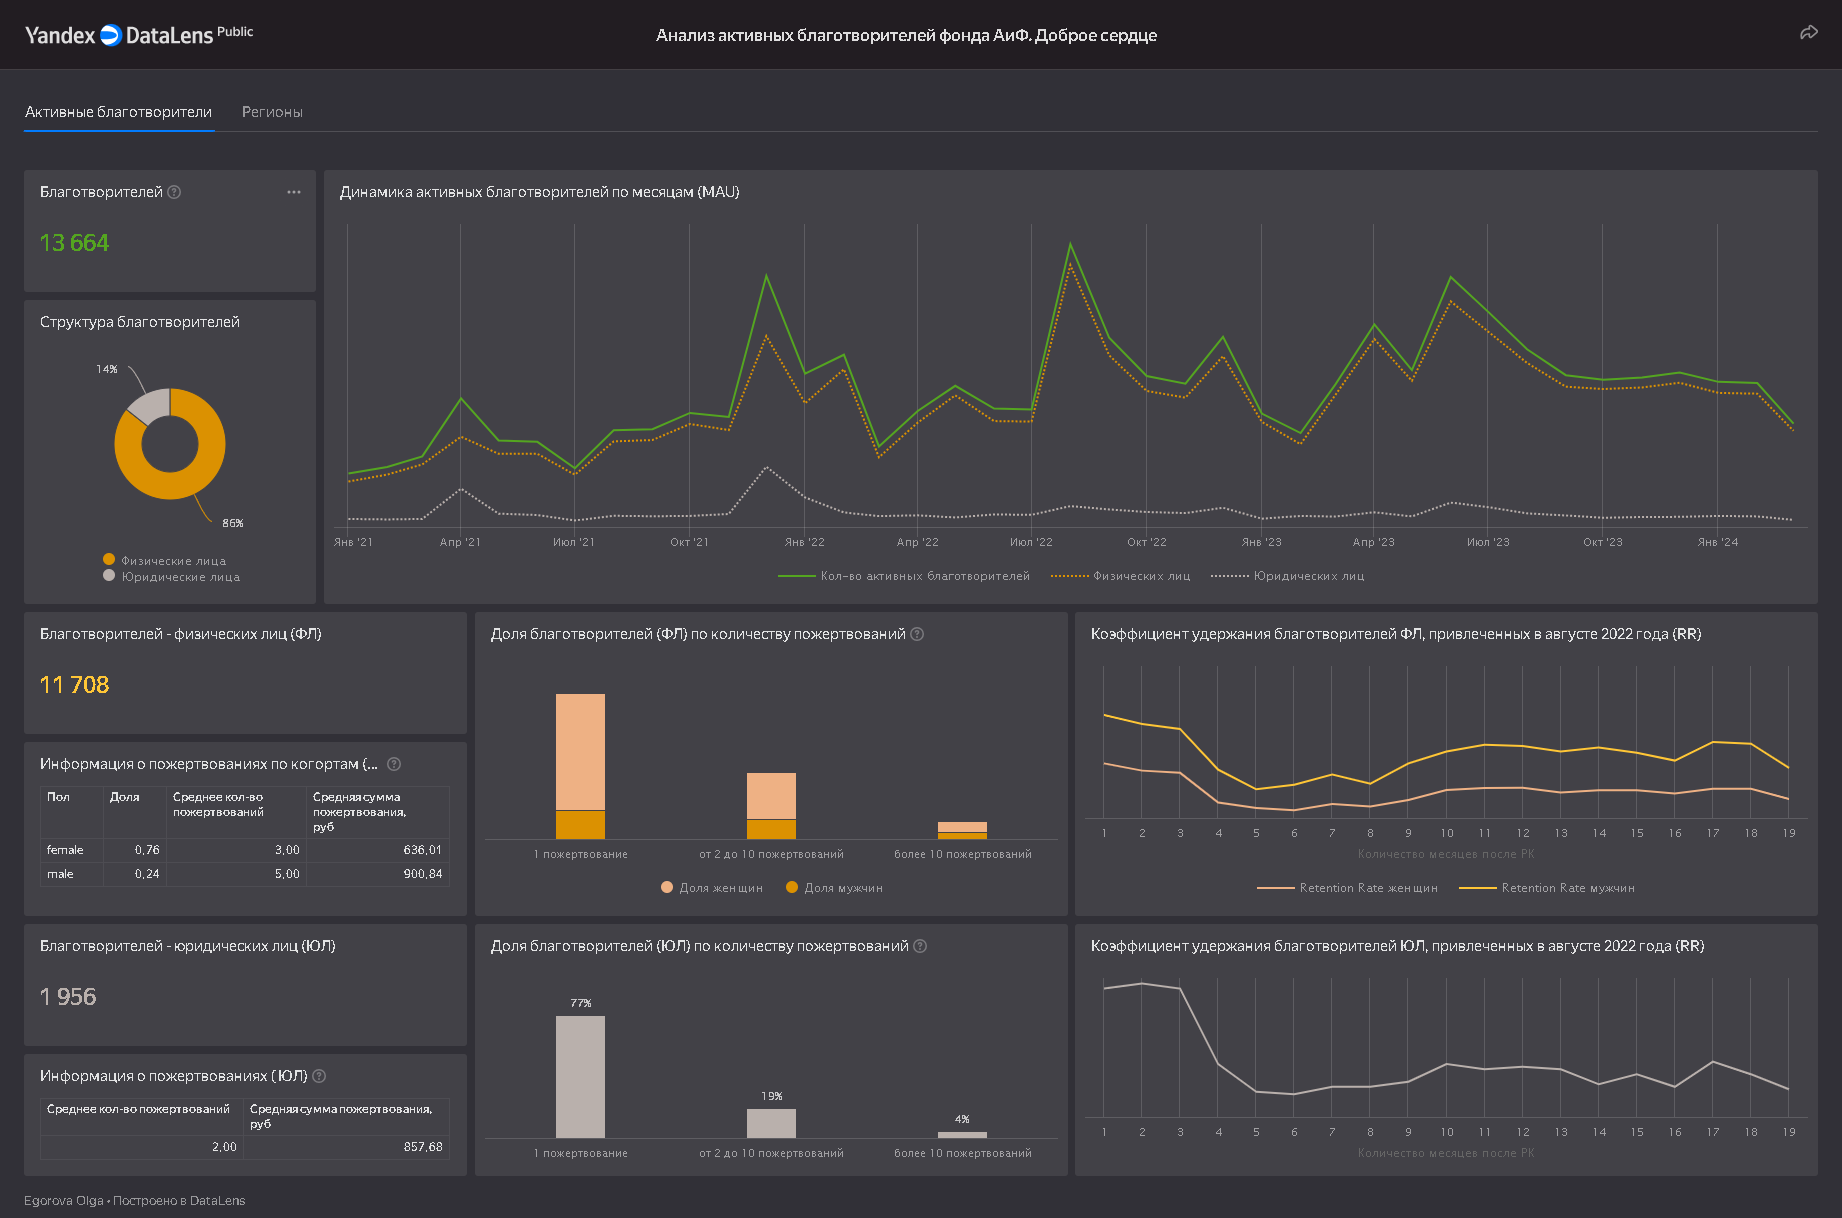 Yandex DataLens Public
Анализ активных благотворителей фонда АиФ. Доброе сердце
Активные благотворители
Регионы
Благотворителей
13 664
Структура благотворителей
14%
86%
Физические лица
Юридические лица
Динамика активных благотворителей по месяцам (MAU)
Янв '21 Апр '21 Июл '21 Окт '21 Янв '22 Апр '22 Июл '22 Окт '22 Янв '23 Апр '23 Июл '23 Окт '23 Янв '24
Кол-во активных благотворителей Физических лиц Юридических лиц
Благотворителей - физических лиц (ФЛ)
11 708
Информация о пожертвованиях по когортам (...
Пол Доля Среднее кол-во пожертвований Средняя сумма пожертвования, руб
female 0,76 3,00 636,01
male 0,24 5,00 900,84
Доля благотворителей (ФЛ) по количеству пожертвований
1 пожертвование от 2 до 10 пожертвований более 10 пожертвований
Доля женщин Доля мужчин
Коэффициент удержания благотворителей ФЛ, привлеченных в августе 2022 года (RR)
1 2 3 4 5 6 7 8 9 10 11 12 13 14 15 16 17 18 19
Количество месяцев после РК
Retention Rate женщин Retention Rate мужчин
Благотворителей - юридических лиц (ЮЛ)
1 956
Информация о пожертвованиях (ЮЛ)
Среднее кол-во пожертвований Средняя сумма пожертвования, руб
2,00 857,68
Доля благотворителей (ЮЛ) по количеству пожертвований
77%
19%
4%
1 пожертвование от 2 до 10 пожертвований более 10 пожертвований
Коэффициент удержания благотворителей ЮЛ, привлеченных в августе 2022 года (RR)
1 2 3 4 5 6 7 8 9 10 11 12 13 14 15 16 17 18 19
Количество месяцев после РК
Egorova Olga • Построено в DataLens